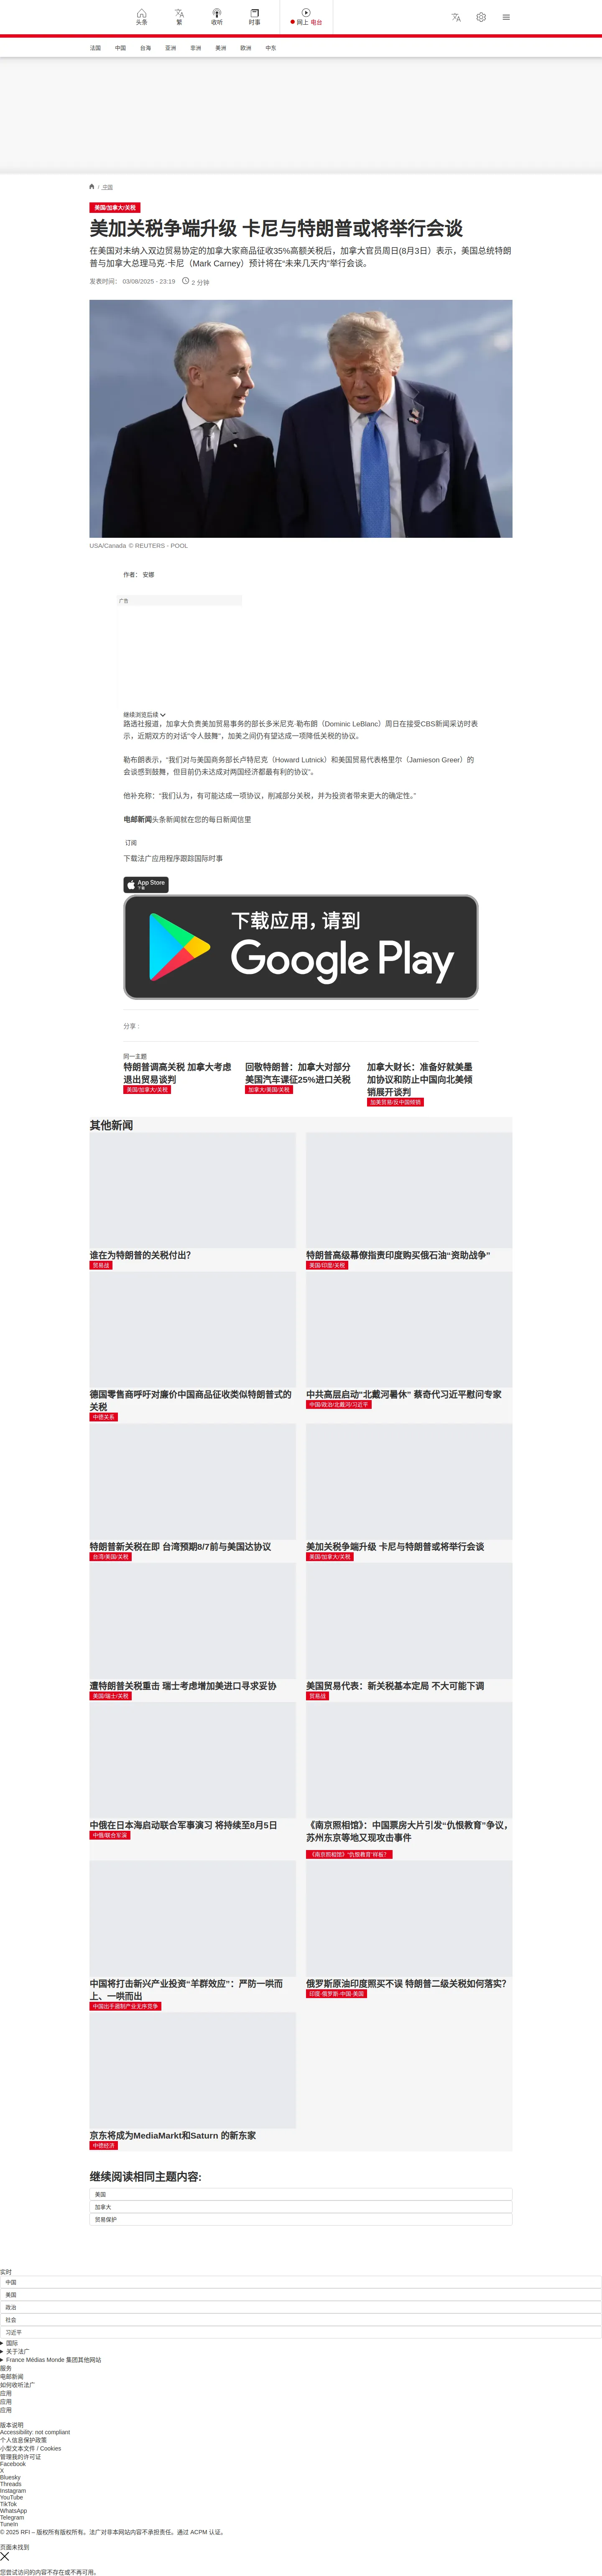 头条
繁
收听
时事
网上 电台
法国
中国
台海
亚洲
非洲
美洲
欧洲
中东
/ 中国
美国/加拿大/关税
美加关税争端升级 卡尼与特朗普或将举行会谈
在美国对未纳入双边贸易协定的加拿大家商品征收35%高额关税后，加拿大官员周日(8月3日）表示，美国总统特朗
普与加拿大总理马克·卡尼（Mark Carney）预计将在“未来几天内”举行会谈。
发表时间： 03/08/2025 - 23:19
2 分钟
USA/Canada © REUTERS - POOL
作者： 安娜
广告
继续浏览后续
路透社报道，加拿大负责美加贸易事务的部长多米尼克·勒布朗（Dominic LeBlanc）周日在接受CBS新闻采访时表
示，近期双方的对话“令人鼓舞”，加美之间仍有望达成一项降低关税的协议。
勒布朗表示，“我们对与美国商务部长卢特尼克（Howard Lutnick）和美国贸易代表格里尔（Jamieson Greer）的
会谈感到鼓舞，但目前仍未达成对两国经济都最有利的协议”。
他补充称：“我们认为，有可能达成一项协议，削减部分关税，并为投资者带来更大的确定性。”
电邮新闻头条新闻就在您的每日新闻信里
订阅
下载法广应用程序跟踪国际时事
App Store
下载
下载应用，请到
Google Play
分享 :
同一主题
特朗普调高关税 加拿大考虑
退出贸易谈判
美国/加拿大/关税
回敬特朗普：加拿大对部分
美国汽车课征25%进口关税
加拿大/美国/关税
加拿大财长：准备好就美墨
加协议和防止中国向北美倾
销展开谈判
加美贸易/反中国倾销
其他新闻
谁在为特朗普的关税付出?
贸易战
特朗普高级幕僚指责印度购买俄石油“资助战争”
美国/印度/关税
德国零售商呼吁对廉价中国商品征收类似特朗普式的
关税
中德关系
中共高层启动"北戴河暑休" 蔡奇代习近平慰问专家
中国/政治/北戴河/习近平
特朗普新关税在即 台湾预期8/7前与美国达协议
台湾/美国/关税
美加关税争端升级 卡尼与特朗普或将举行会谈
美国/加拿大/关税
遭特朗普关税重击 瑞士考虑增加美进口寻求妥协
美国/瑞士/关税
美国贸易代表：新关税基本定局 不大可能下调
贸易战
中俄在日本海启动联合军事演习 将持续至8月5日
中俄/联合军演
《南京照相馆》：中国票房大片引发“仇恨教育”争议，
苏州东京等地又现攻击事件
《南京照相馆》“仇恨教育”样板？
中国将打击新兴产业投资“羊群效应”：严防一哄而
上、一哄而出
中国出手遏制产业无序竞争
俄罗斯原油印度照买不误 特朗普二级关税如何落实？
印度-俄罗斯-中国-美国
京东将成为MediaMarkt和Saturn 的新东家
中德经济
继续阅读相同主题内容:
美国
加拿大
贸易保护
实时
中国
美国
政治
社会
习近平
国际
关于法广
France Médias Monde 集团其他网站
服务
电邮新闻
如何收听法广
应用
应用
应用
版本说明
Accessibility: not compliant
个人信息保护政策
小型文本文件 / Cookies
管理我的许可证
Facebook
X
Bluesky
Threads
Instagram
YouTube
TikTok
WhatsApp
Telegram
TuneIn
© 2025 RFI – 版权所有版权所有。法广对非本网站内容不承担责任。通过 ACPM 认证。
页面未找到
您尝试访问的内容不存在或不再可用。